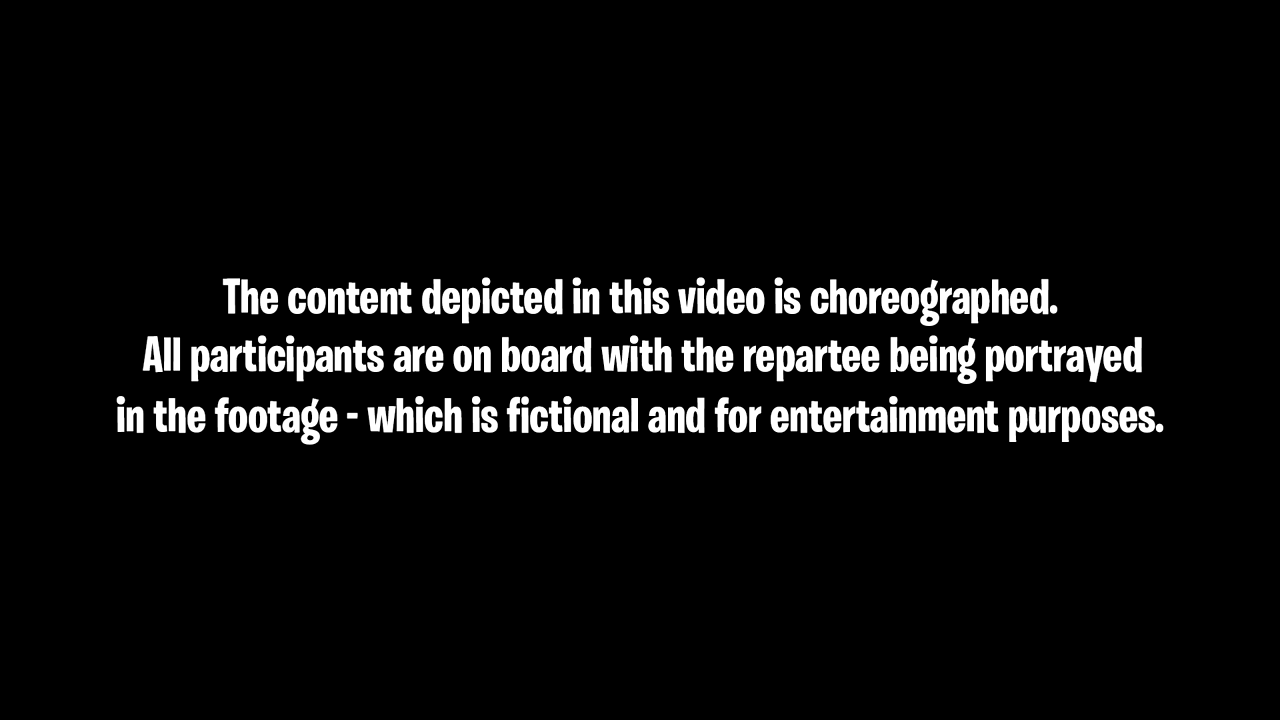 The content depicted in this video is choreographed.
All participants are on board with the repartee being portrayed
in the footage - which is fictional and for entertainment purposes.